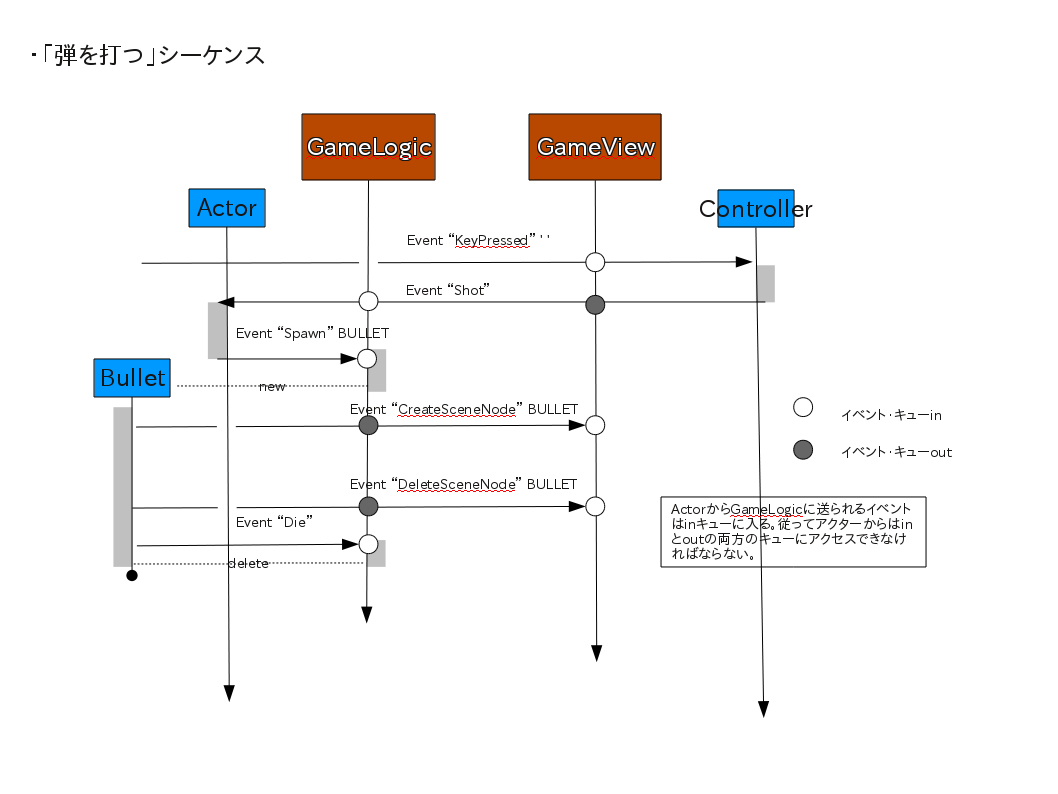 ・「弾を打つ」シーケンス
GameLogic
GameView
Actor
Controller
Event “KeyPressed” ' '
Event “Shot”
Event “Spawn” BULLET
Bullet
new
Event “CreateSceneNode” BULLET
イベント・キューin
イベント・キューout
Event “DeleteSceneNode” BULLET
ActorからGameLogicに送られるイベント
はinキューに入る。従ってアクターからはin
とoutの両方のキューにアクセスできなけ
ればならない。
Event “Die”
delete